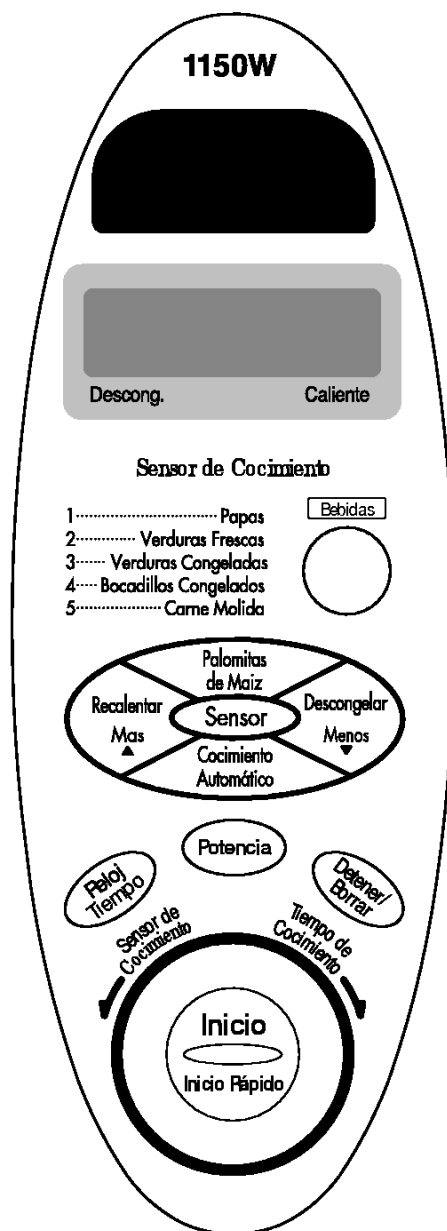 1150W
Descong. Caliente
Sensor de Cocimiento
Bebidas
1  Papas
2 Verduras Frescas
3 Verduras Congeladas
4 Bocadillos Congelados
5 Carne Molida
Palomitas
de Maiz
Recalentar
Mas
Sensor
Descongelar
Menos
Cocimiento
Automático
Potencia
Reloj
Tiempo
Detener/
Borrar
Sensor de
Cocimiento
Tiempo de
Cocimiento
Inicio
Inicio Rápido